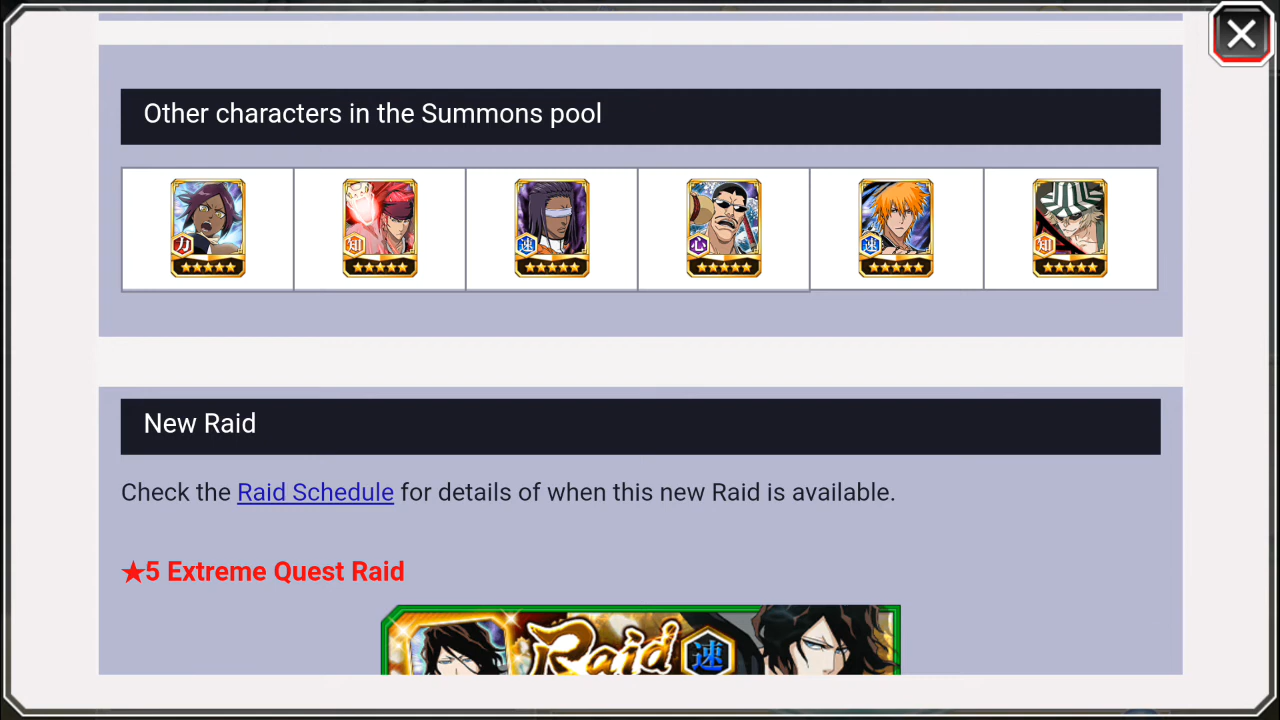 Other characters in the Summons pool
力 知 速 心 速 知
★★★★★ ★★★★★ ★★★★★ ★★★★★ ★★★★★ ★★★★★
New Raid
Check the Raid Schedule for details of when this new Raid is available.
★5 Extreme Quest Raid
Raid 速